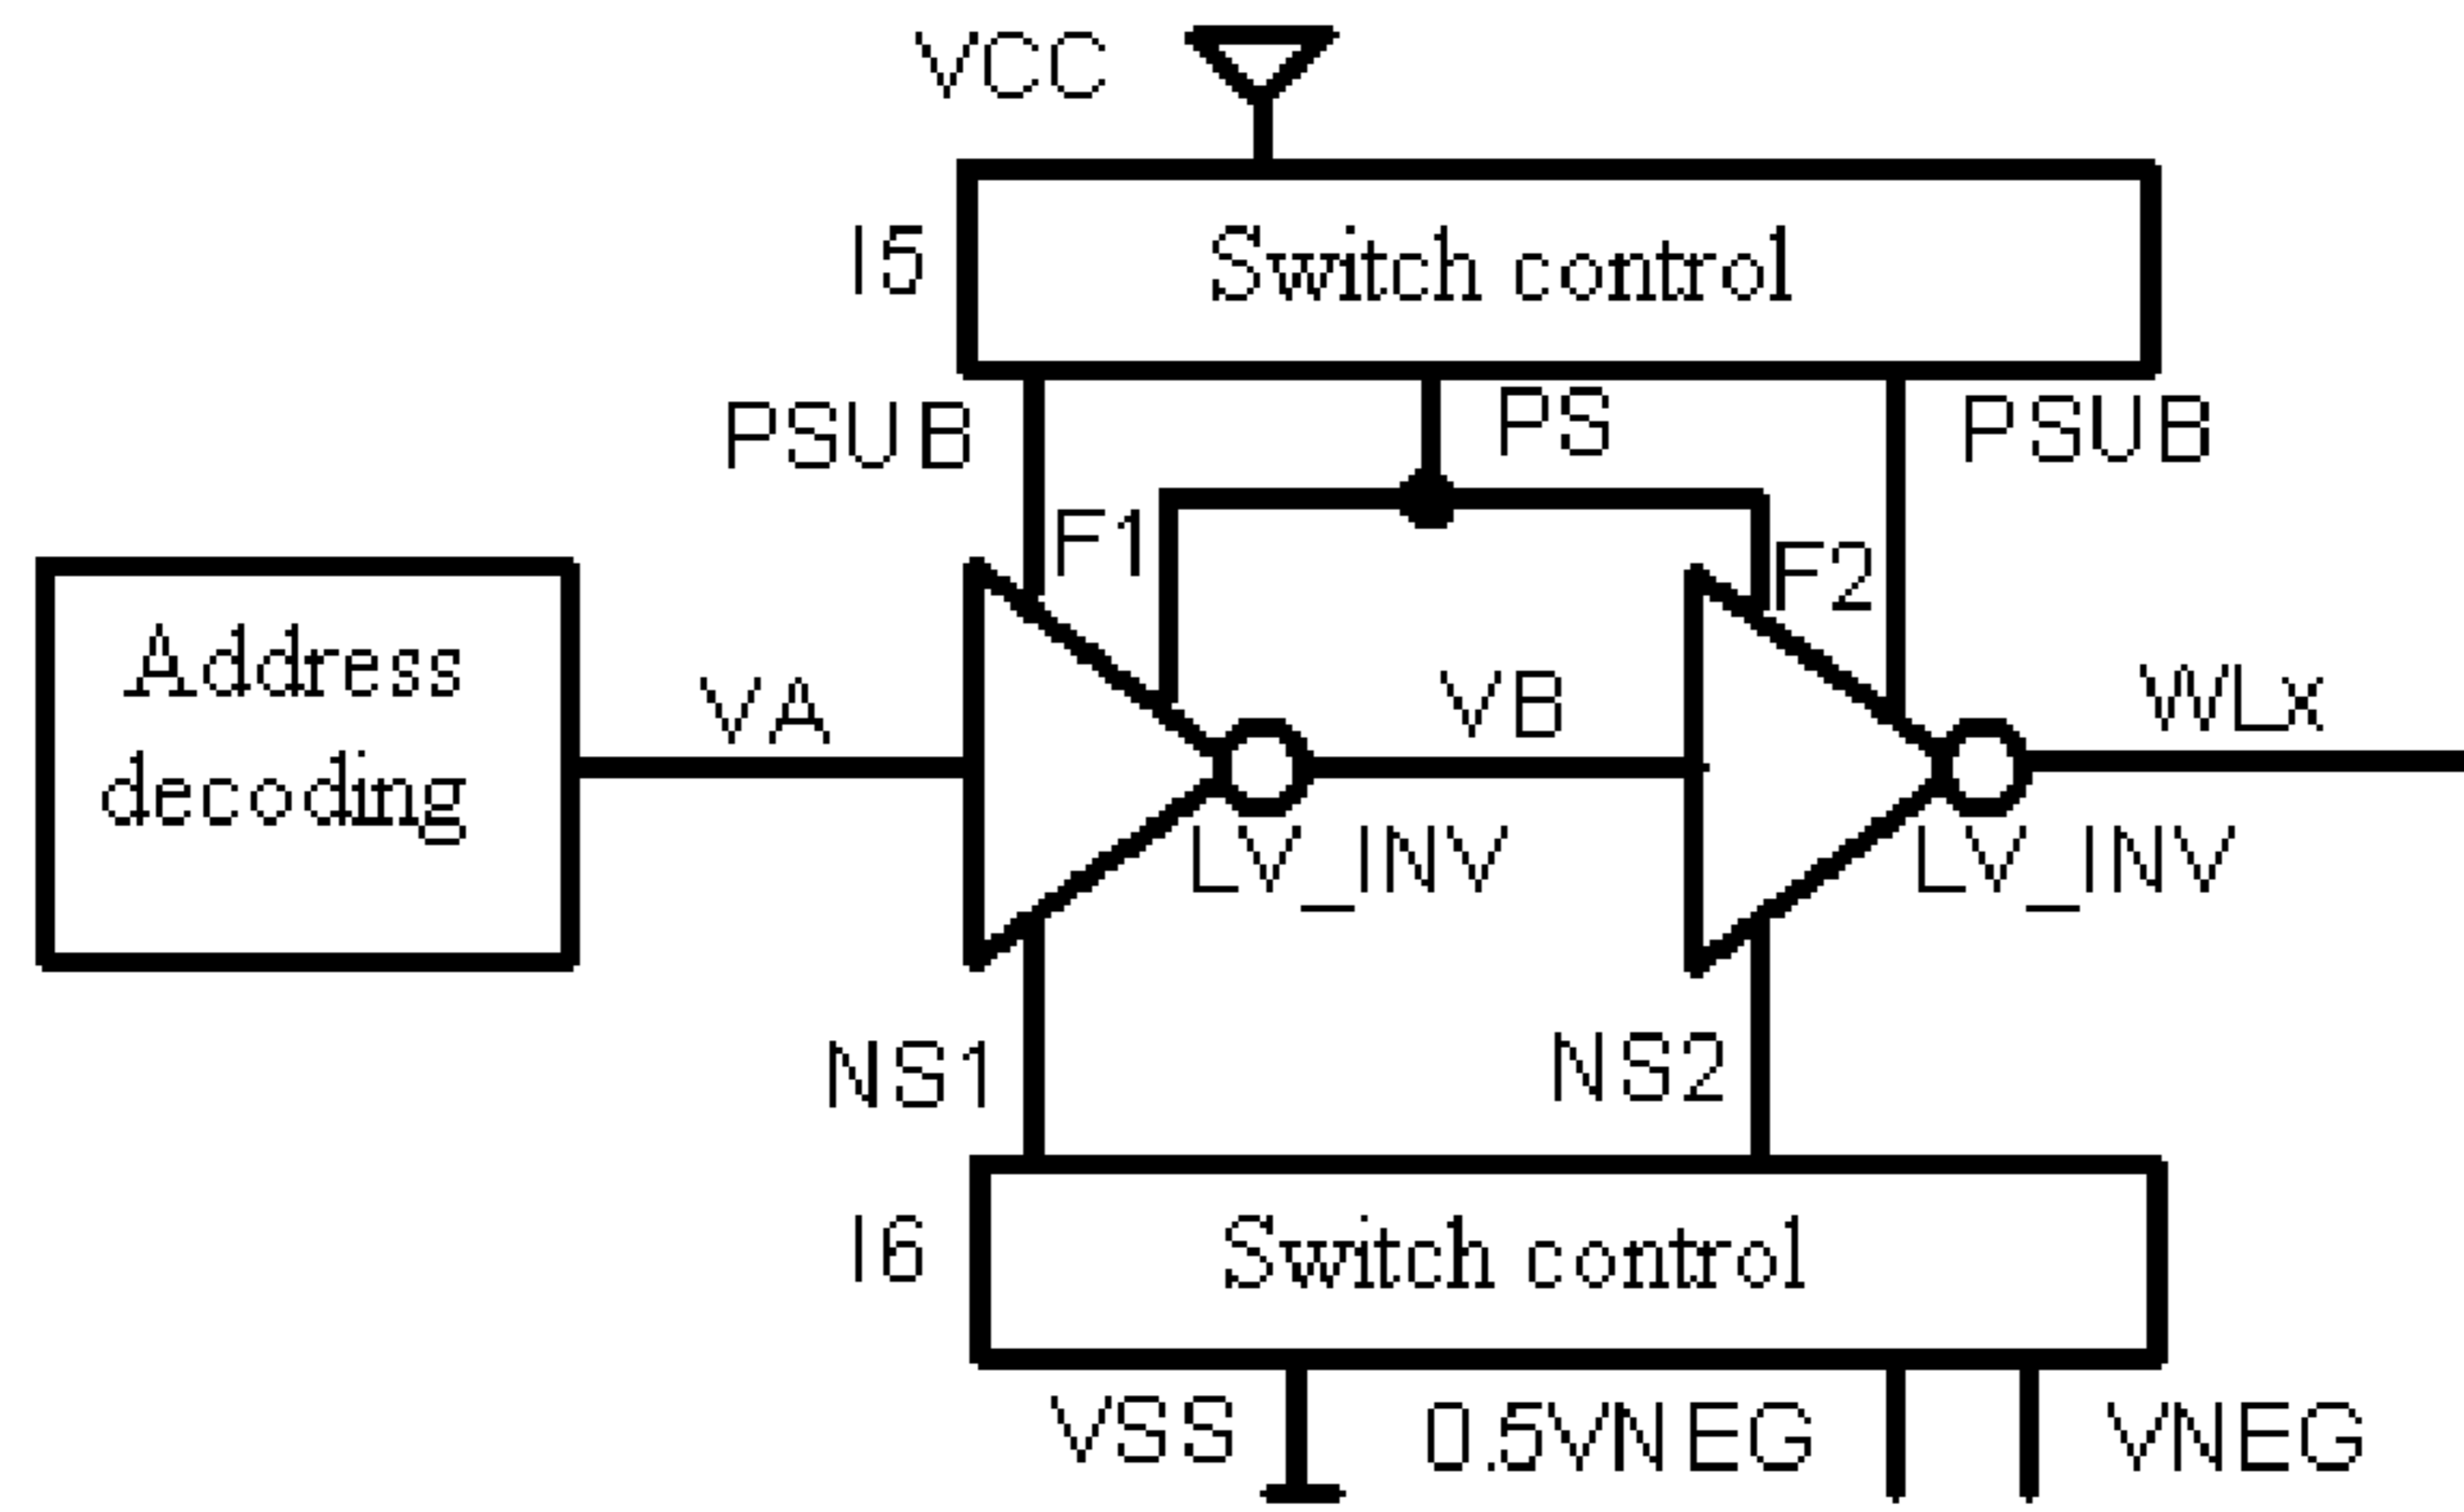 VCC
I5
Switch control
PSUB
PS
PSUB
F1
F2
Address
decoding
VA
VB
WLx
LV_INV
LV_INV
NS1
NS2
I6
Switch control
VSS
0.5VNEG
VNEG